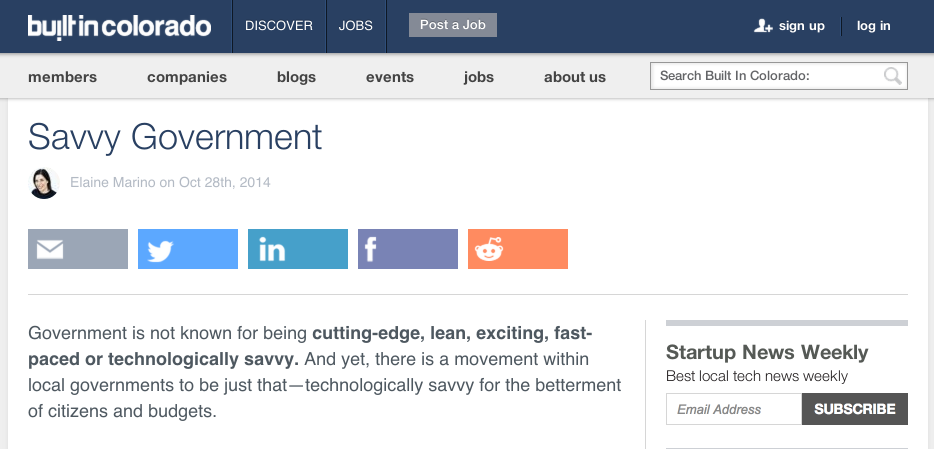 built in colorado DISCOVER JOBS Post a Job sign up log in
members companies blogs events jobs about us Search Built In Colorado:
Savvy Government
Elaine Marino on Oct 28th, 2014
in f
Government is not known for being cutting-edge, lean, exciting, fast-
paced or technologically savvy. And yet, there is a movement within
local governments to be just that—technologically savvy for the betterment
of citizens and budgets.
Startup News Weekly
Best local tech news weekly
Email Address SUBSCRIBE